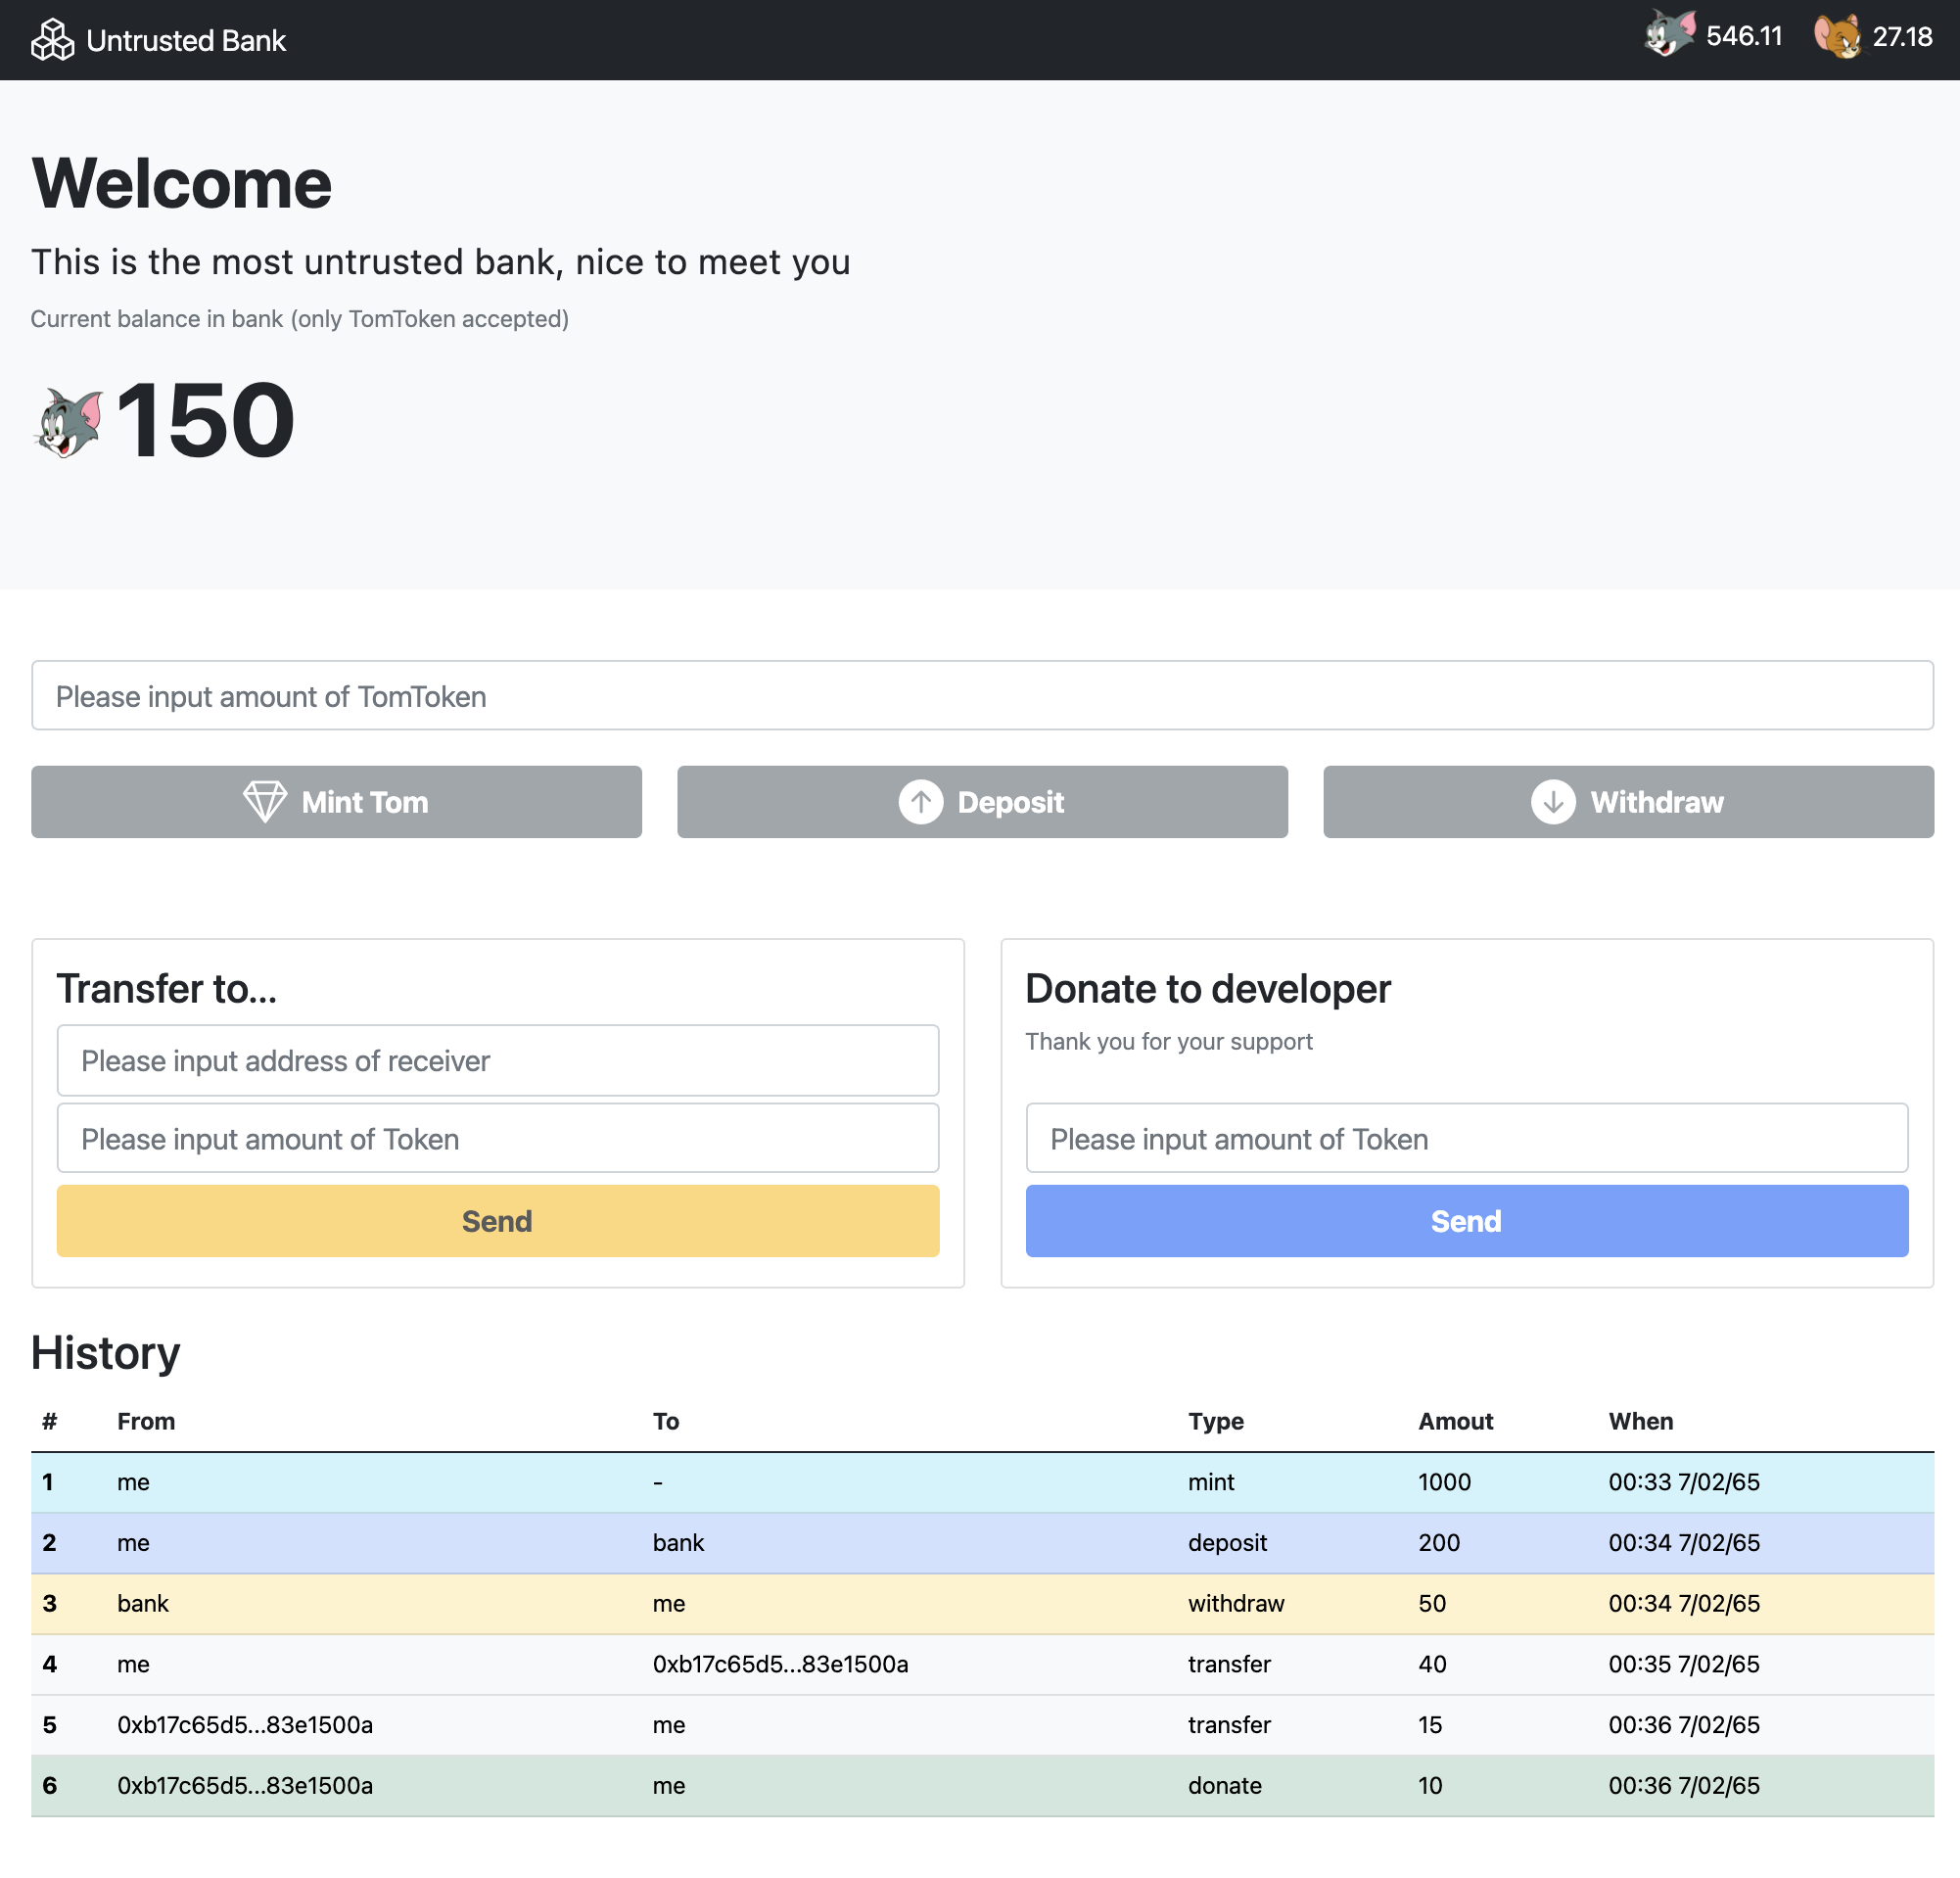 Untrusted Bank 546.11 27.18
Welcome
This is the most untrusted bank, nice to meet you
Current balance in bank (only TomToken accepted)
150
Please input amount of TomToken
Mint Tom Deposit Withdraw
Transfer to...
Please input address of receiver
Please input amount of Token
Send
Donate to developer
Thank you for your support
Please input amount of Token
Send
History
# From To Type Amout When
1 me - mint 1000 00:33 7/02/65
2 me bank deposit 200 00:34 7/02/65
3 bank me withdraw 50 00:34 7/02/65
4 me 0xb17c65d5...83e1500a transfer 40 00:35 7/02/65
5 0xb17c65d5...83e1500a me transfer 15 00:36 7/02/65
6 0xb17c65d5...83e1500a me donate 10 00:36 7/02/65